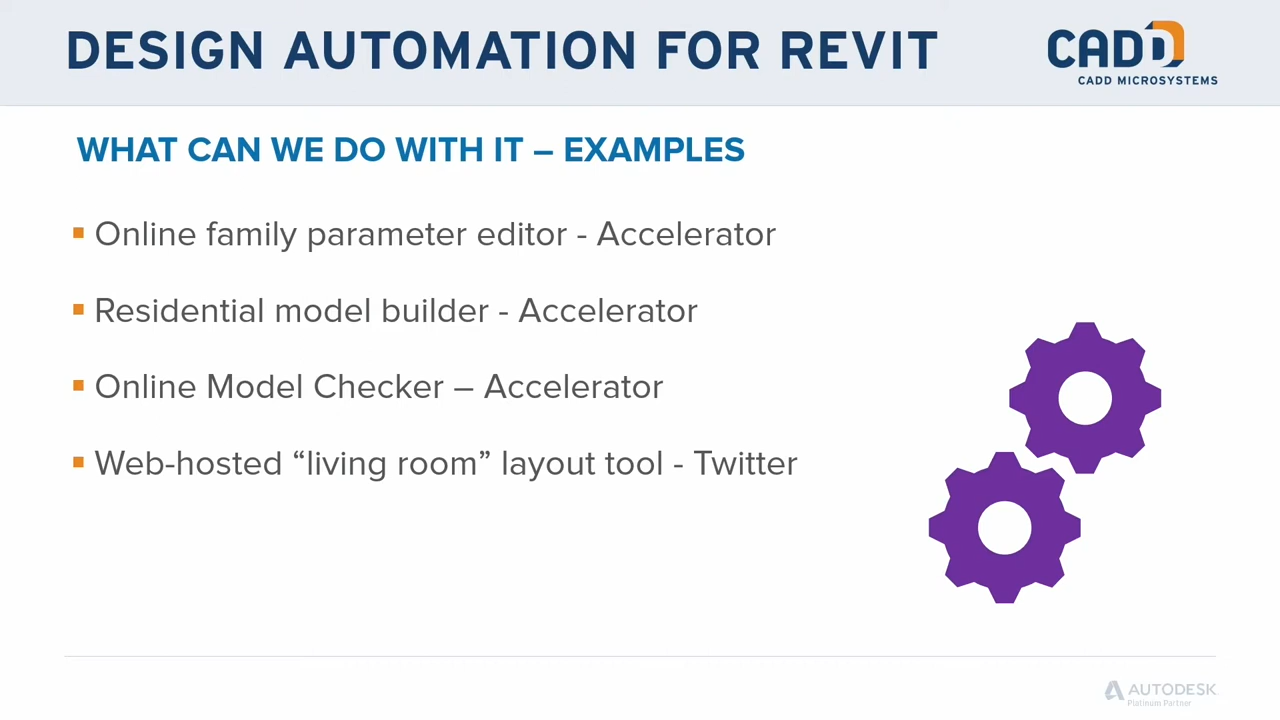 DESIGN AUTOMATION FOR REVIT
CADD
CADD MICROSYSTEMS
WHAT CAN WE DO WITH IT – EXAMPLES
Online family parameter editor - Accelerator
Residential model builder - Accelerator
Online Model Checker – Accelerator
Web-hosted “living room” layout tool - Twitter
AUTODESK
Platinum Partner